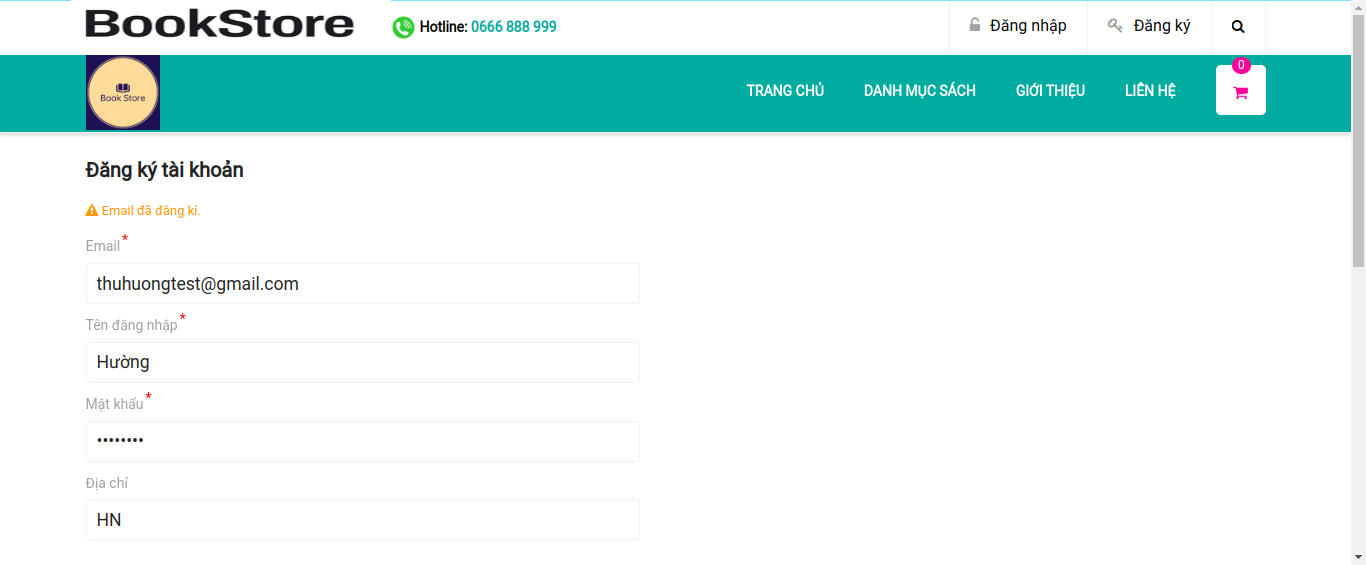 BookStore
Hotline: 0666 888 999
Đăng nhập
Đăng ký
Book Store
TRANG CHỦ
DANH MỤC SÁCH
GIỚI THIỆU
LIÊN HỆ
0
Đăng ký tài khoản
Email đã đăng kí.
Email *
thuhuongtest@gmail.com
Tên đăng nhập *
Hường
Mật khẩu *
••••••••
Địa chỉ
HN